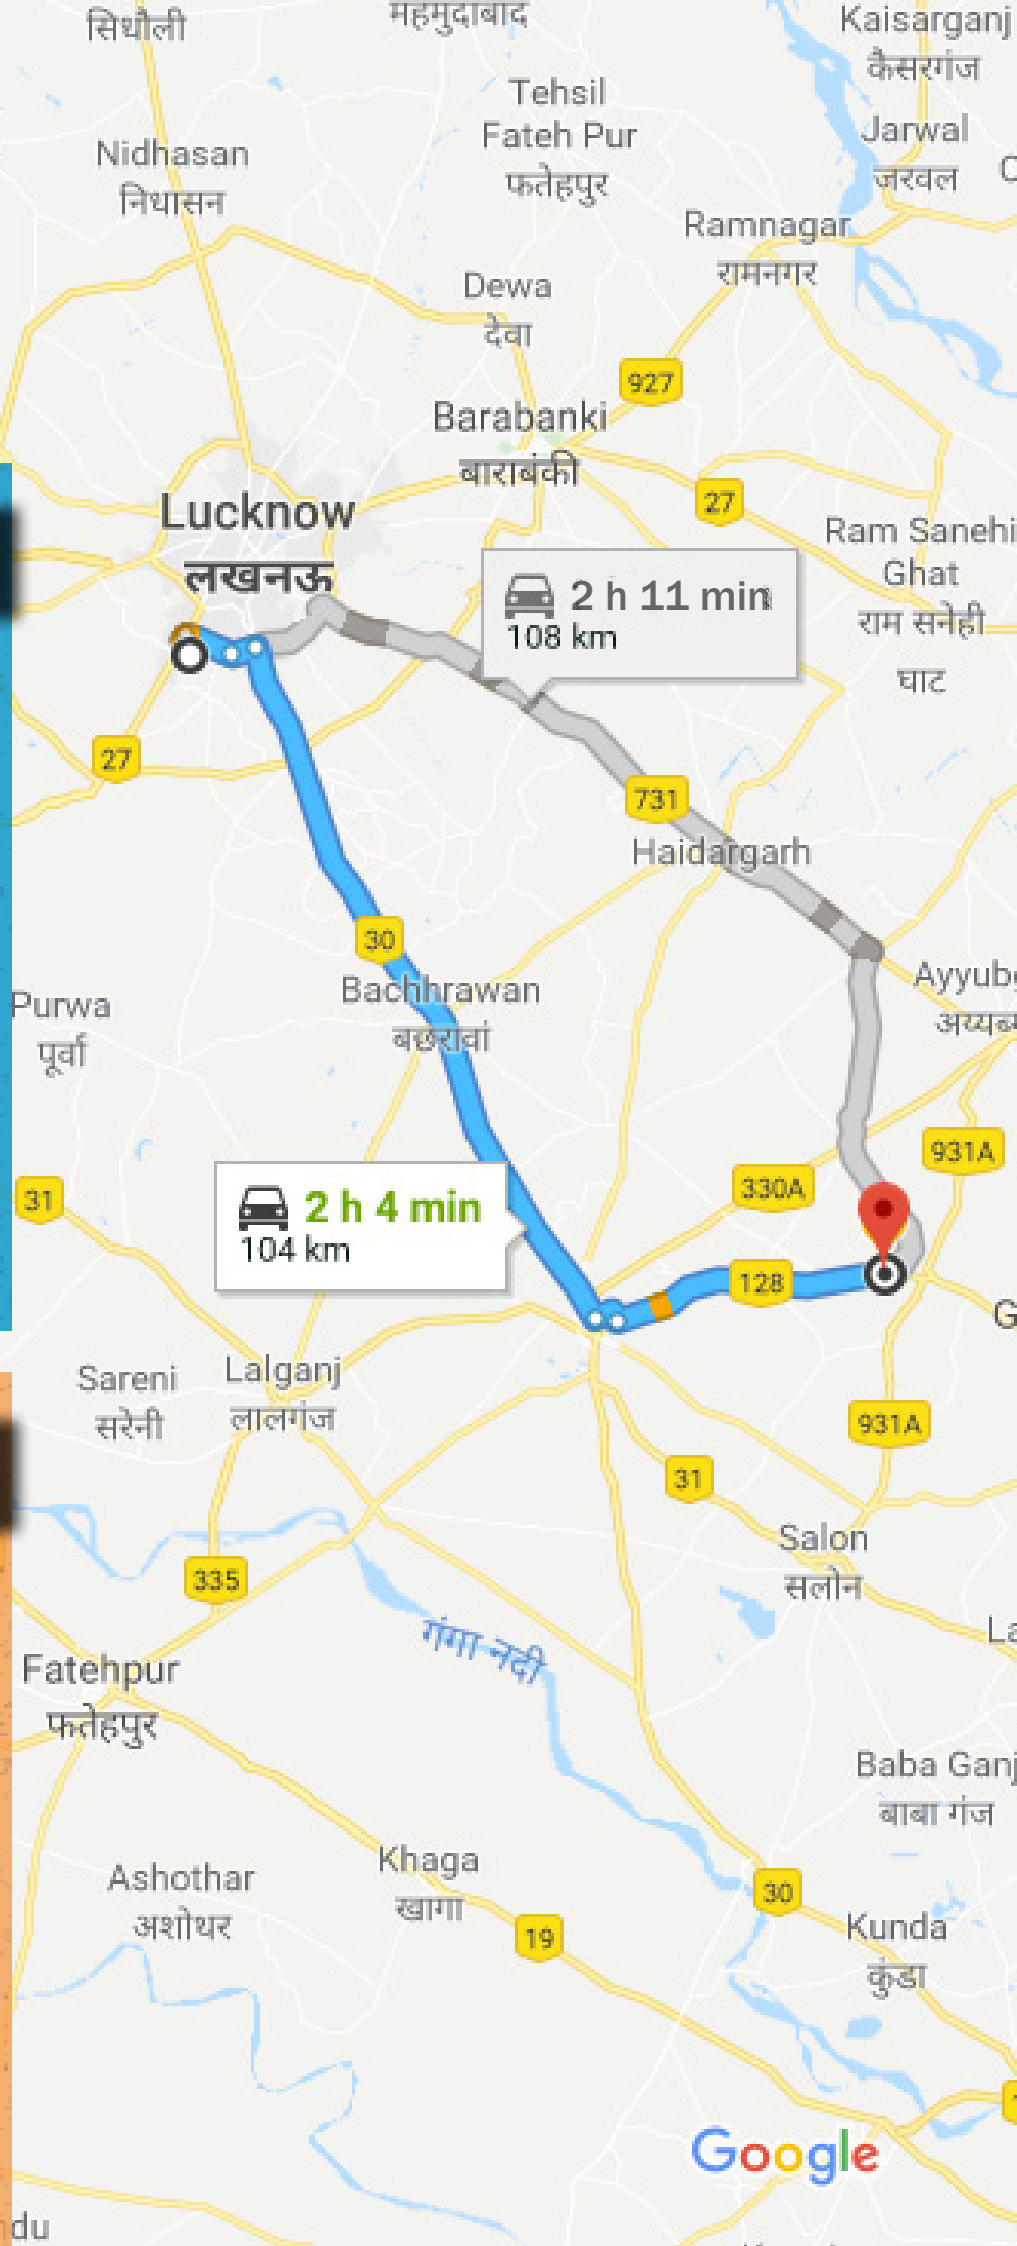 सिधौली
महमुदाबाद
Kaisarganj
कैसरगंज
Tehsil
Fateh Pur
फतेहपुर
Jarwal
जरवल
Nidhasan
निधासन
Ramnagar
रामनगर
Dewa
देवा
927
Barabanki
बाराबंकी
27
Lucknow
लखनऊ
Ram Sanehi
Ghat
राम सनेही
घाट
2 h 11 min
108 km
27
731
Haidargarh
30
Bachhrawan
बछरावां
Purwa
पूर्वा
931A
330A
31
2 h 4 min
104 km
128
Sareni
सरेनी
Lalganj
लालगंज
931A
31
Salon
सलोन
335
गंगा नदी
Fatehpur
फतेहपुर
Baba Ganj
बाबा गंज
Khaga
खागा
Ashothar
अशोथर
30
19
Kunda
कुंडा
Google